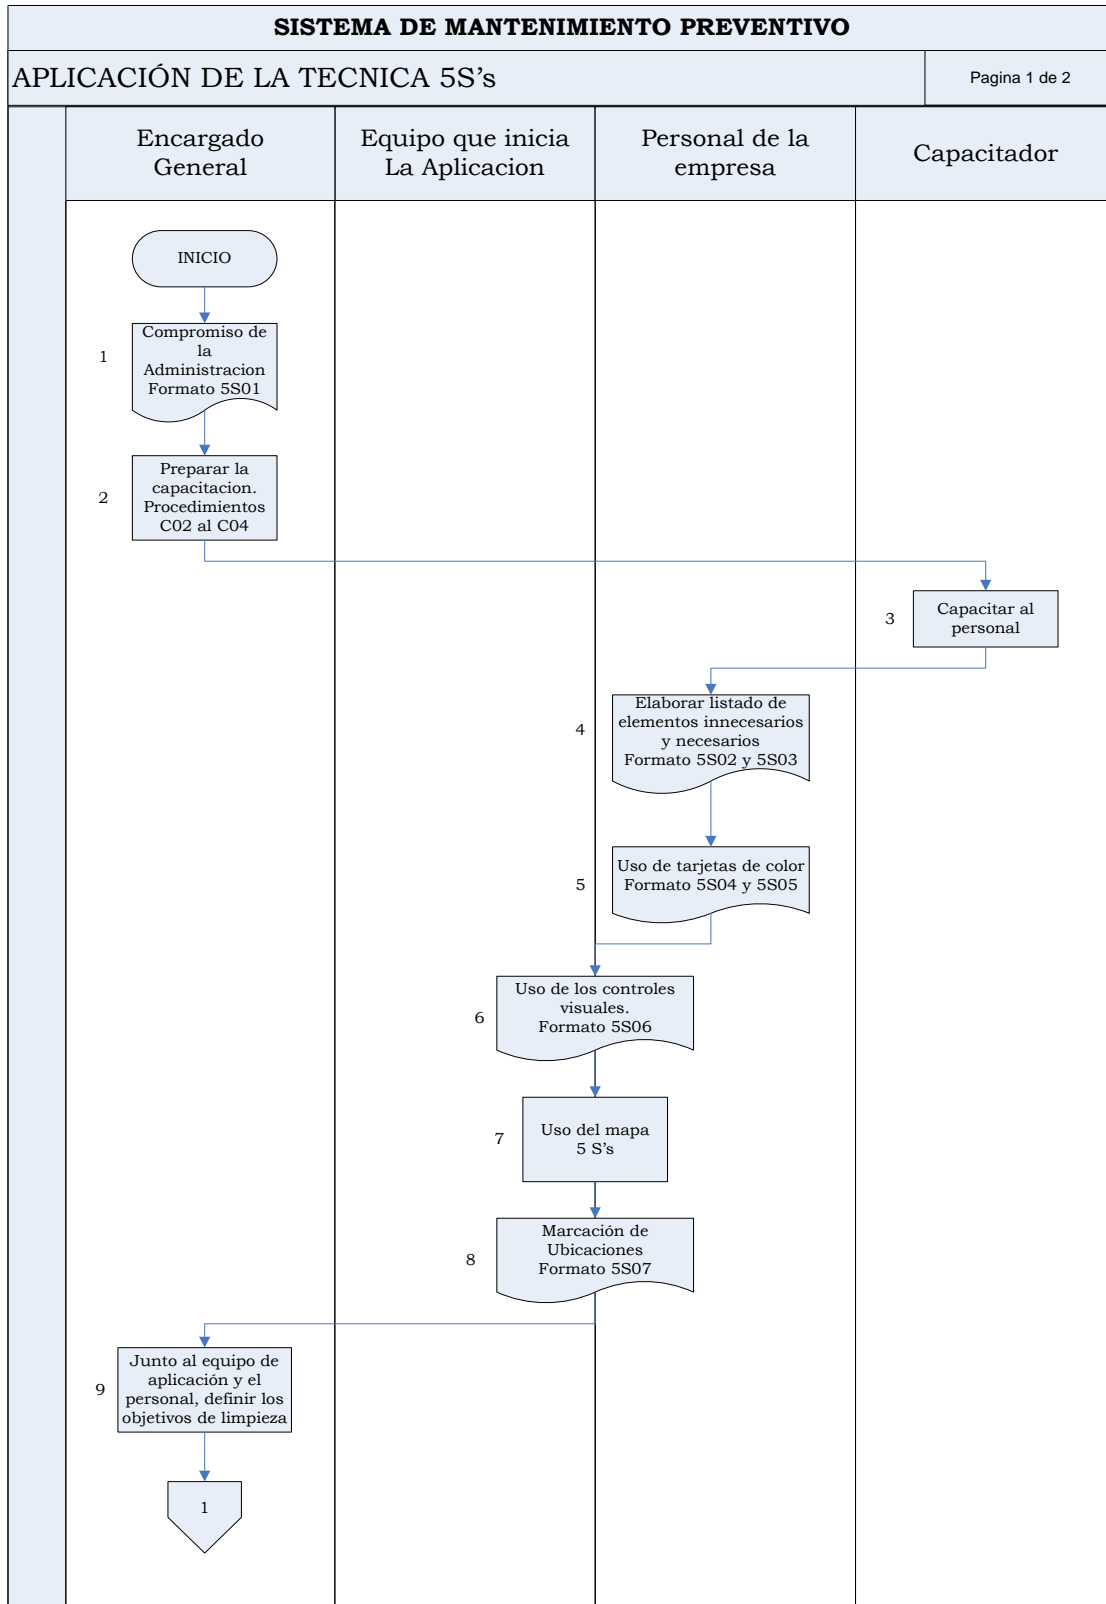 SISTEMA DE MANTENIMIENTO PREVENTIVO
APLICACIÓN DE LA TECNICA 5S's
Pagina 1 de 2
Encargado
General
Equipo que inicia
La Aplicacion
Personal de la
empresa
Capacitador
INICIO
1
Compromiso de
la
Administracion
Formato 5S01
2
Preparar la
capacitacion.
Procedimientos
C02 al C04
3
Capacitar al
personal
4
Elaborar listado de
elementos innecesarios
y necesarios
Formato 5S02 y 5S03
5
Uso de tarjetas de color
Formato 5S04 y 5S05
6
Uso de los controles
visuales.
Formato 5S06
7
Uso del mapa
5 S's
8
Marcación de
Ubicaciones
Formato 5S07
9
Junto al equipo de
aplicación y el
personal, definir los
objetivos de limpieza
1